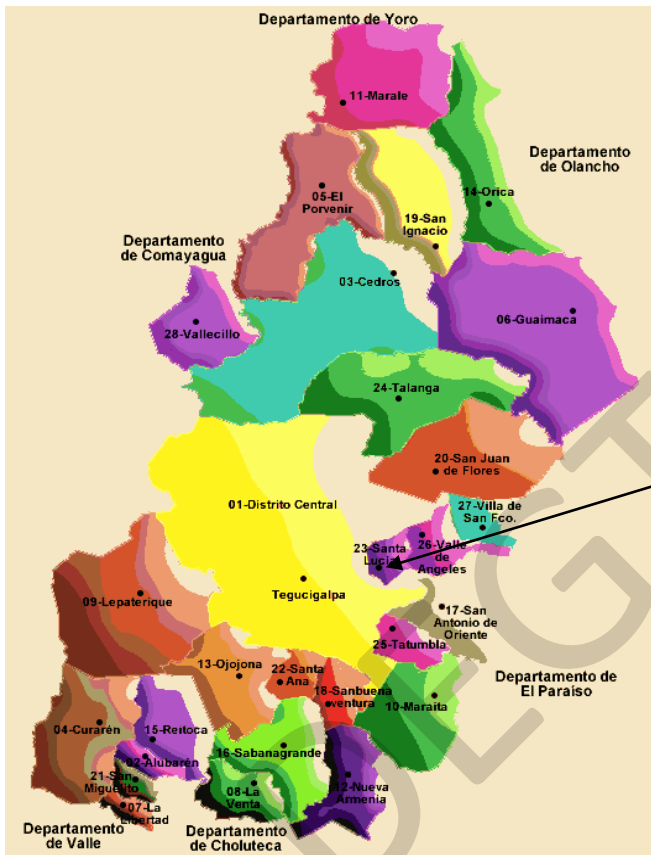 Departamento de Yoro
11-Marale
Departamento
de Olancho
05-El
Porvenir
14-Orica
19-San
Ignacio
Departamento
de Comayagua
03-Cedros
06-Guaimaca
28-Vallecillo
24-Talanga
20-San Juan
de Flores
01-Distrito Central
27-Villa de
San Fco.
23-Santa
Lucia
26-Valle
de
Angeles
Tegucigalpa
09-Lepaterique
17-San
Antonio de
Oriente
25-Tatumbla
13-Ojojona
22-Santa
Ana
Departamento de
El Paraiso
18-Sanbuena
ventura
10-Maraita
04-Curarén
15-Reitoca
16-Sabanagrande
02-Alubarén
21-San
Miguelito
08-La
Venta
12-Nueva
Armenia
07-La
Libertad
Departamento
de Valle
Departamento
de Choluteca